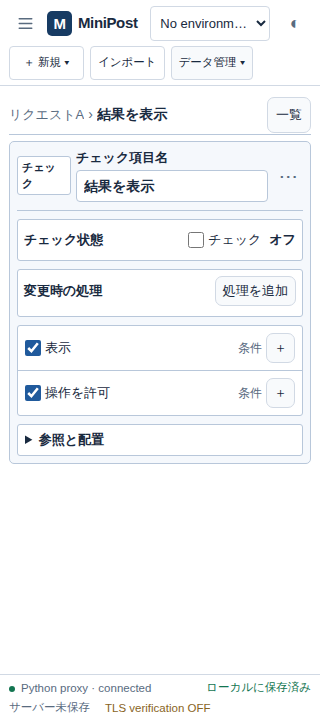 M MiniPost No environm…
＋ 新規 ▾ インポート データ管理 ▾
リクエストA › 結果を表示 一覧
チェック
チェック項目名
結果を表示
…
チェック状態 チェック オフ
変更時の処理 処理を追加
表示 条件 ＋
操作を許可 条件 ＋
▶ 参照と配置
Python proxy · connected ローカルに保存済み
サーバー未保存 TLS verification OFF